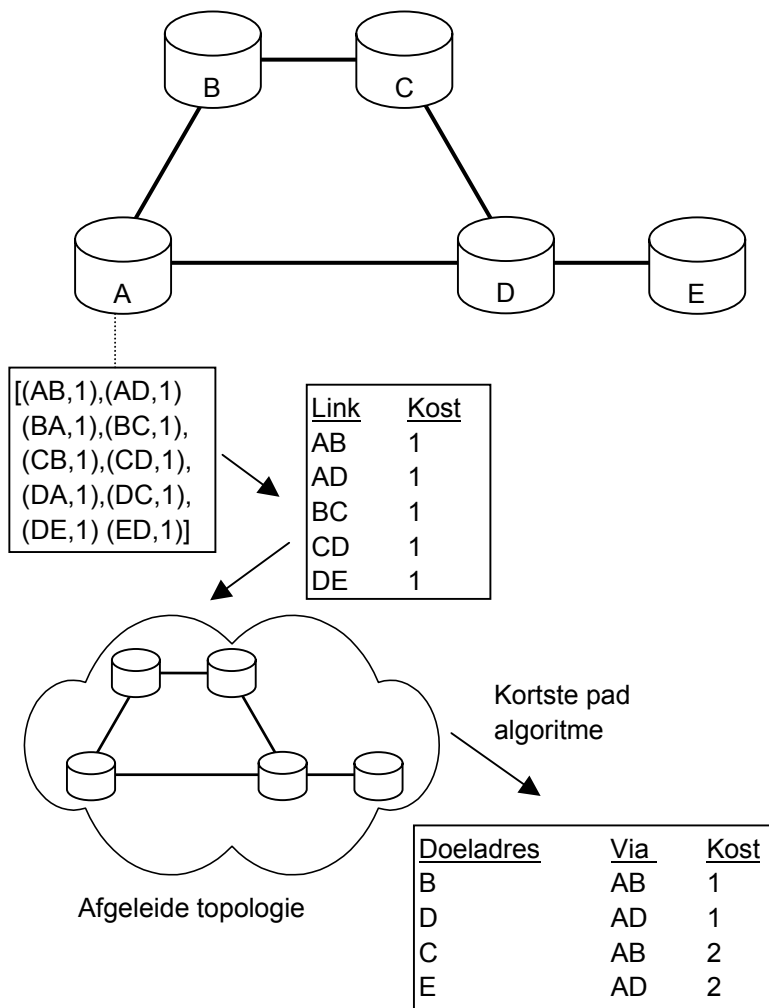 B
C
A
D
E
[(AB,1),(AD,1)
(BA,1),(BC,1),
(CB,1),(CD,1),
(DA,1),(DC,1),
(DE,1) (ED,1)]
Link Kost
AB 1
AD 1
BC 1
CD 1
DE 1
Kortste pad
algoritme
Afgeleide topologie
Doeladres Via Kost
B AB 1
D AD 1
C AB 2
E AD 2